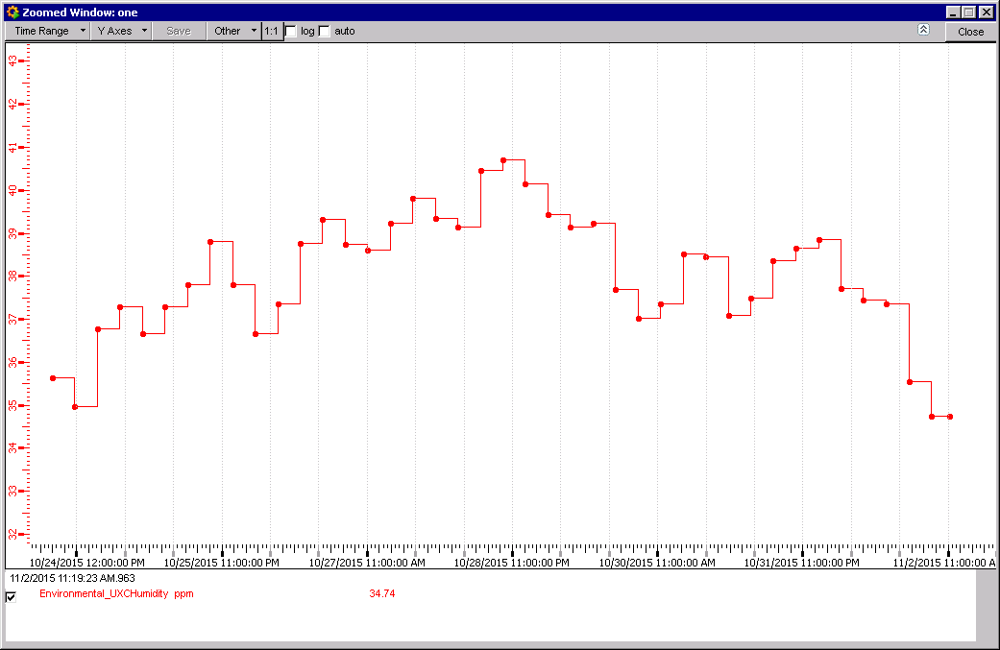 Zoomed Window: one
Time Range Y Axes Save Other 1:1 log auto Close
43
42
41
40
39
38
37
36
35
34
33
32
10/24/2015 12:00:00 PM 10/25/2015 11:00:00 PM 10/27/2015 11:00:00 AM 10/28/2015 11:00:00 PM 10/30/2015 11:00:00 AM 10/31/2015 11:00:00 PM 11/2/2015 11:00:00 A
11/2/2015 11:19:23 AM.963
Environmental_UXCHumidity ppm 34.74